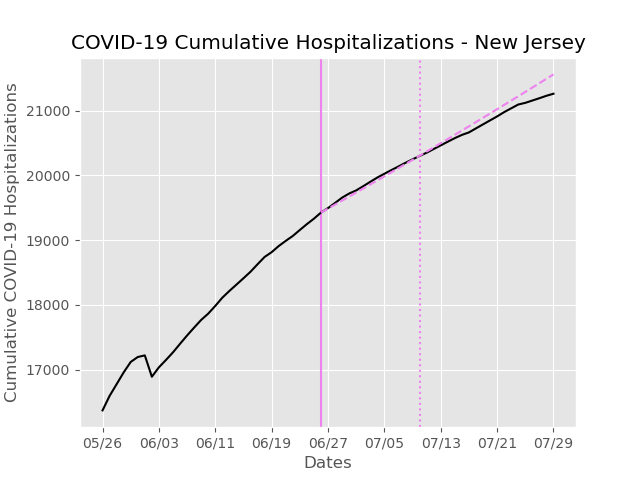 COVID-19 Cumulative Hospitalizations - New Jersey
Cumulative COVID-19 Hospitalizations
21000
20000
19000
18000
17000
05/26 06/03 06/11 06/19 06/27 07/05 07/13 07/21 07/29
Dates